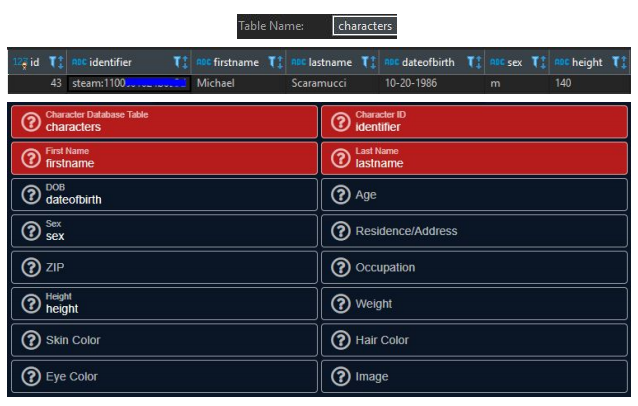 Table Name: characters
123 id ABC identifier ABC firstname ABC lastname ABC dateofbirth ABC sex ABC height
43 steam:1100 Michael Scaramucci 10-20-1986 m 140
Character Database Table
characters
Character ID
identifier
First Name
firstname
Last Name
lastname
DOB
dateofbirth
Age
Sex
sex
Residence/Address
ZIP
Occupation
Height
height
Weight
Skin Color
Hair Color
Eye Color
Image